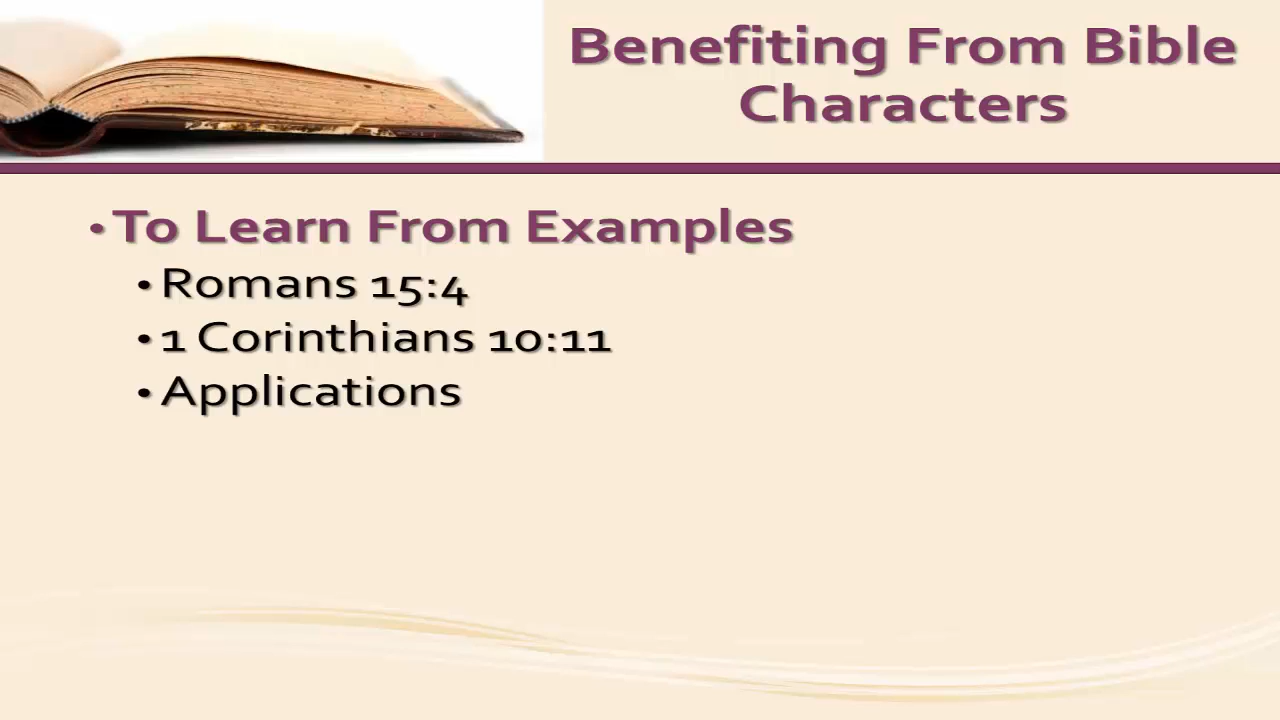 Benefiting From Bible
Characters
• To Learn From Examples
• Romans 15:4
• 1 Corinthians 10:11
• Applications